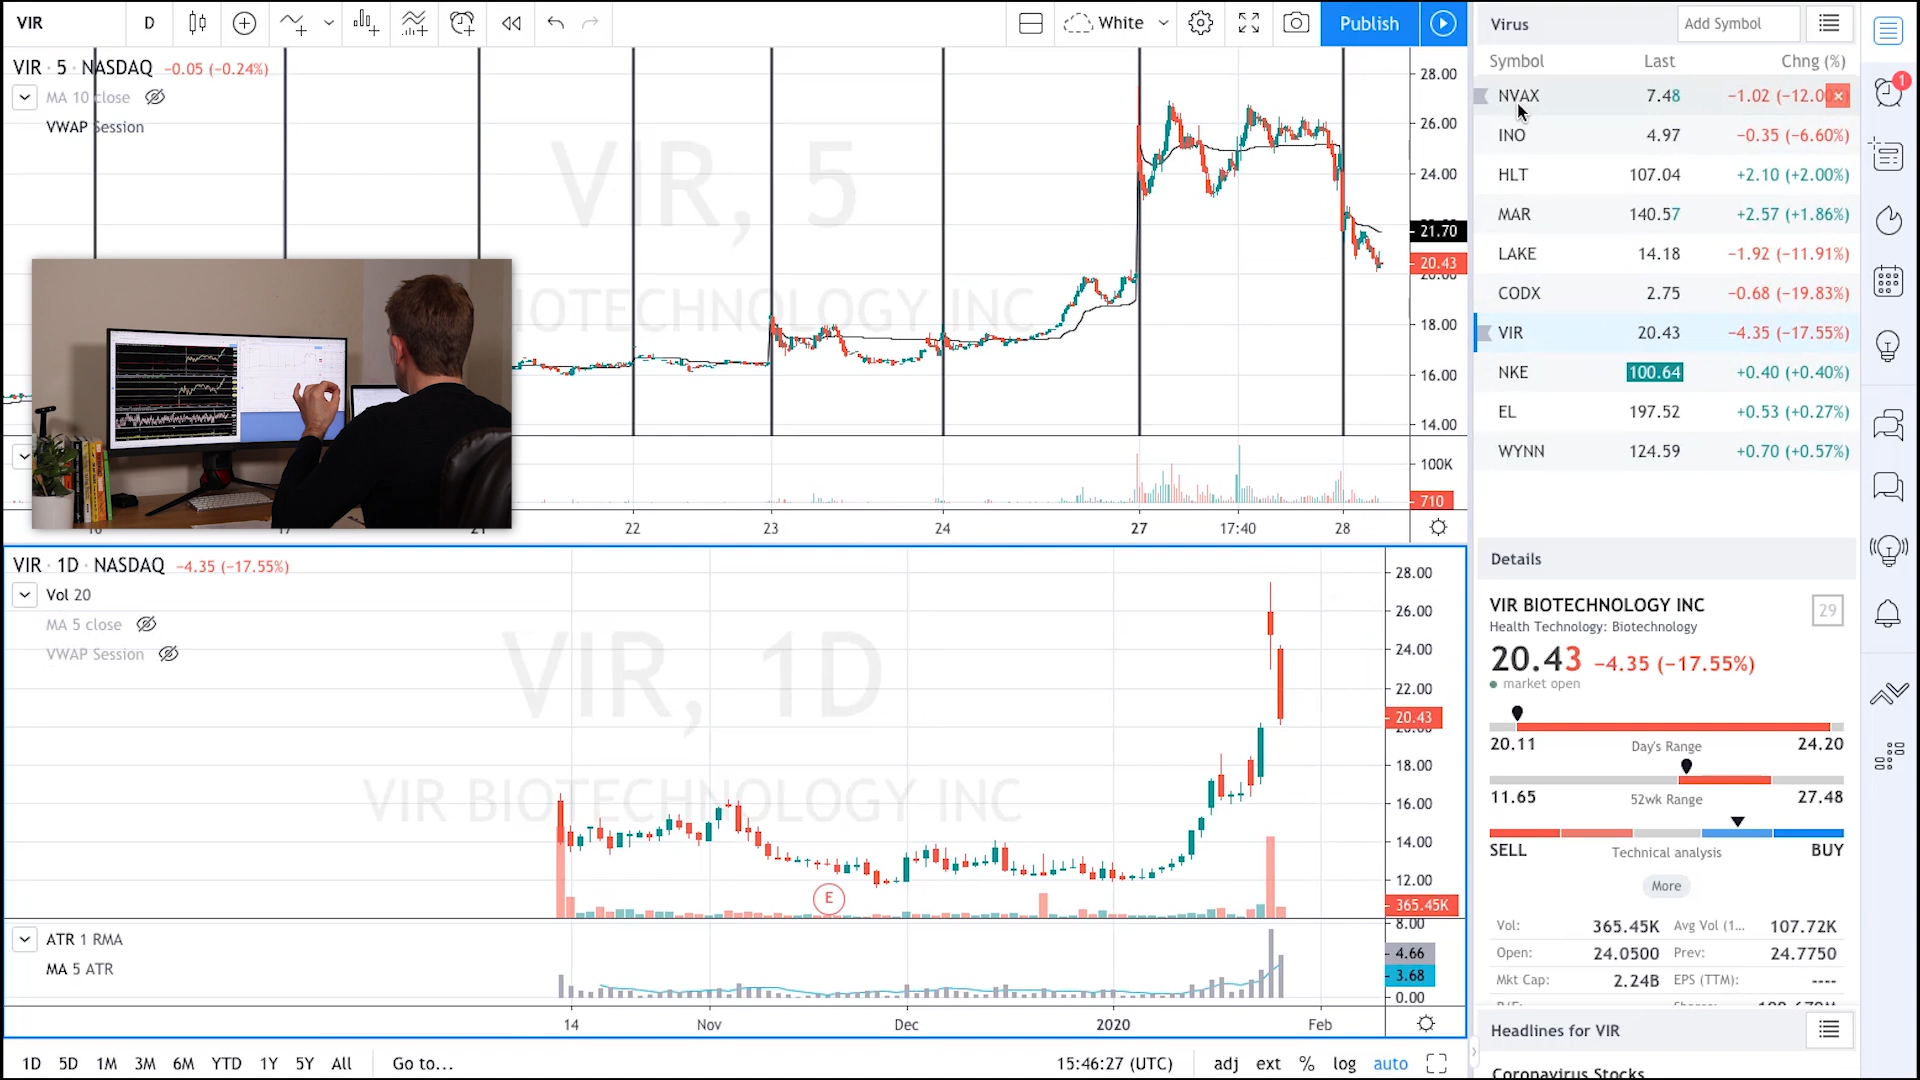 VIR
D
White
Publish
VIR · 5 · NASDAQ −0.05 (−0.24%)
MA 10 close
VWAP Session
VIR, 5
BIOTECHNOLOGY INC
28.00
26.00
24.00
21.70
20.43
20.00
18.00
16.00
14.00
100K
710
22 23 24 27 17:40 28
VIR · 1D · NASDAQ −4.35 (−17.55%)
Vol 20
MA 5 close
VWAP Session
VIR, 1D
VIR BIOTECHNOLOGY INC
28.00
26.00
24.00
22.00
20.43
18.00
16.00
14.00
12.00
E
365.45K
8.00
ATR 1 RMA
MA 5 ATR
4.66
3.68
0.00
14 Nov Dec 2020 Feb
1D 5D 1M 3M 6M YTD 1Y 5Y All Go to... 15:46:27 (UTC) adj ext % log auto
Virus Add Symbol
Symbol Last Chng (%)
NVAX 7.48 −1.02 (−12.00
INO 4.97 −0.35 (−6.60%)
HLT 107.04 +2.10 (+2.00%)
MAR 140.57 +2.57 (+1.86%)
LAKE 14.18 −1.92 (−11.91%)
CODX 2.75 −0.68 (−19.83%)
VIR 20.43 −4.35 (−17.55%)
NKE 100.64 +0.40 (+0.40%)
EL 197.52 +0.53 (+0.27%)
WYNN 124.59 +0.70 (+0.57%)
Details
VIR BIOTECHNOLOGY INC 29
Health Technology: Biotechnology
20.43 −4.35 (−17.55%)
market open
20.11 Day's Range 24.20
11.65 52wk Range 27.48
SELL Technical analysis BUY
More
Vol: 365.45K Avg Vol (1... 107.72K
Open: 24.0500 Prev: 24.7750
Mkt Cap: 2.24B EPS (TTM): ----
Headlines for VIR
Coronavirus Stocks
1